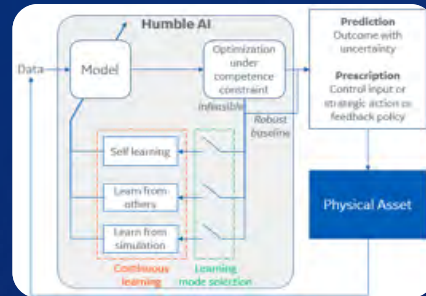 Humble AI
Data
Model
Optimization
under
competence
constraint
infeasible
Robust
baseline
Self learning
Learn from
others
Learn from
simulation
Continuous
learning
Learning
mode selection
Prediction
Outcome with
uncertainty
Prescription
Control input or
strategic action or
feedback policy
Physical Asset